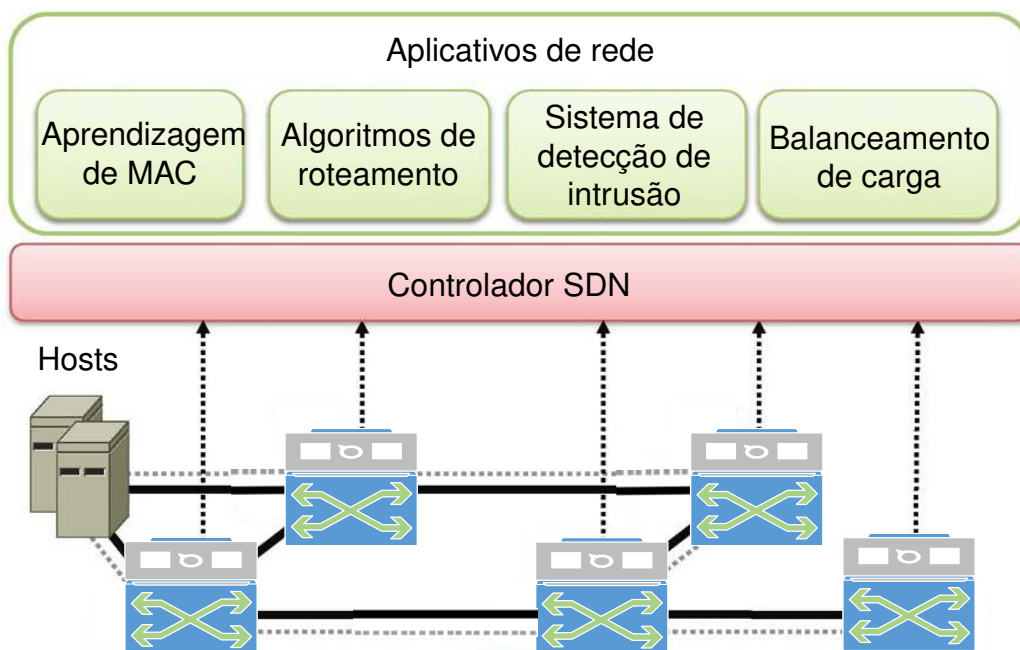 Aplicativos de rede
Aprendizagem
de MAC
Algoritmos de
roteamento
Sistema de
detecção de
intrusão
Balanceamento
de carga
Controlador SDN
Hosts